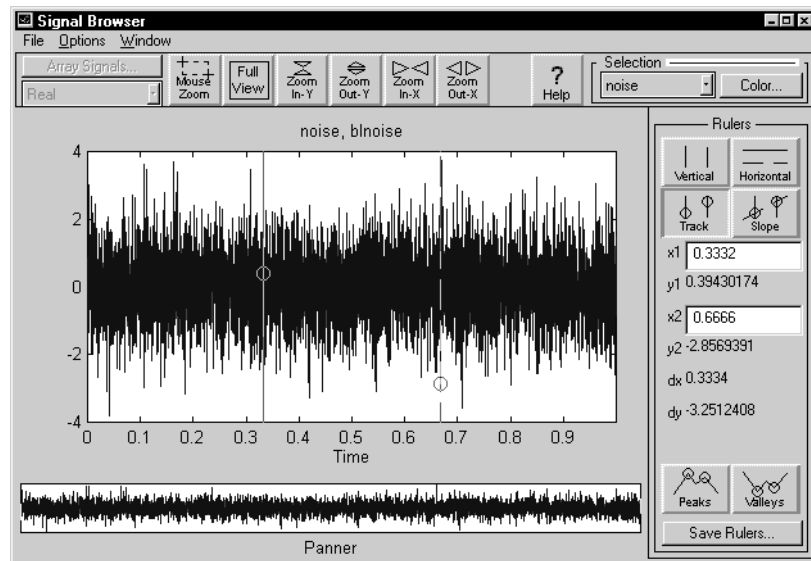 Signal Browser
File Options Window
Array Signals...
Real
Mouse Zoom
Full View
Zoom In-Y
Zoom Out-Y
Zoom In-X
Zoom Out-X
? Help
Selection
noise
Color...
noise, blnoise
4
2
0
-2
-4
0 0.1 0.2 0.3 0.4 0.5 0.6 0.7 0.8 0.9
Time
Panner
Rulers
Vertical Horizontal
Track Slope
x1 0.3332
y1 0.39430174
x2 0.6666
y2 -2.8569391
dx 0.3334
dy -3.2512408
Peaks Valleys
Save Rulers...